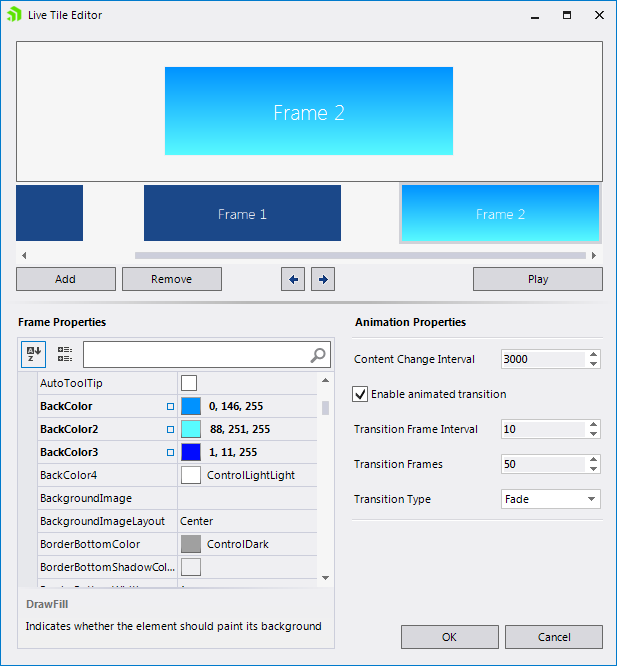 Live Tile Editor
Frame 2
Frame 1
Frame 2
Add
Remove
Play
Frame Properties
A
Z
AutoToolTip
BackColor 0, 146, 255
BackColor2 88, 251, 255
BackColor3 1, 11, 255
BackColor4 ControlLightLight
BackgroundImage
BackgroundImageLayout Center
BorderBottomColor ControlDark
BorderBottomShadowCol...
DrawFill
Indicates whether the element should paint its background
Animation Properties
Content Change Interval 3000
Enable animated transition
Transition Frame Interval 10
Transition Frames 50
Transition Type Fade
OK
Cancel